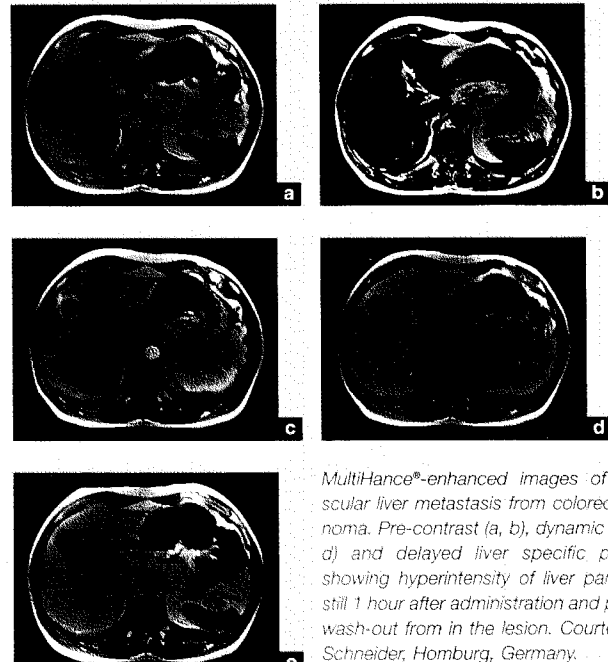 a
b
c
d
MultiHance®-enhanced images of
scular liver metastasis from colorec
noma. Pre-contrast (a, b), dynamic
d) and delayed liver specific p
showing hyperintensity of liver par
still 1 hour after administration and p
wash-out from in the lesion. Courte
Schneider, Homburg, Germany.
e